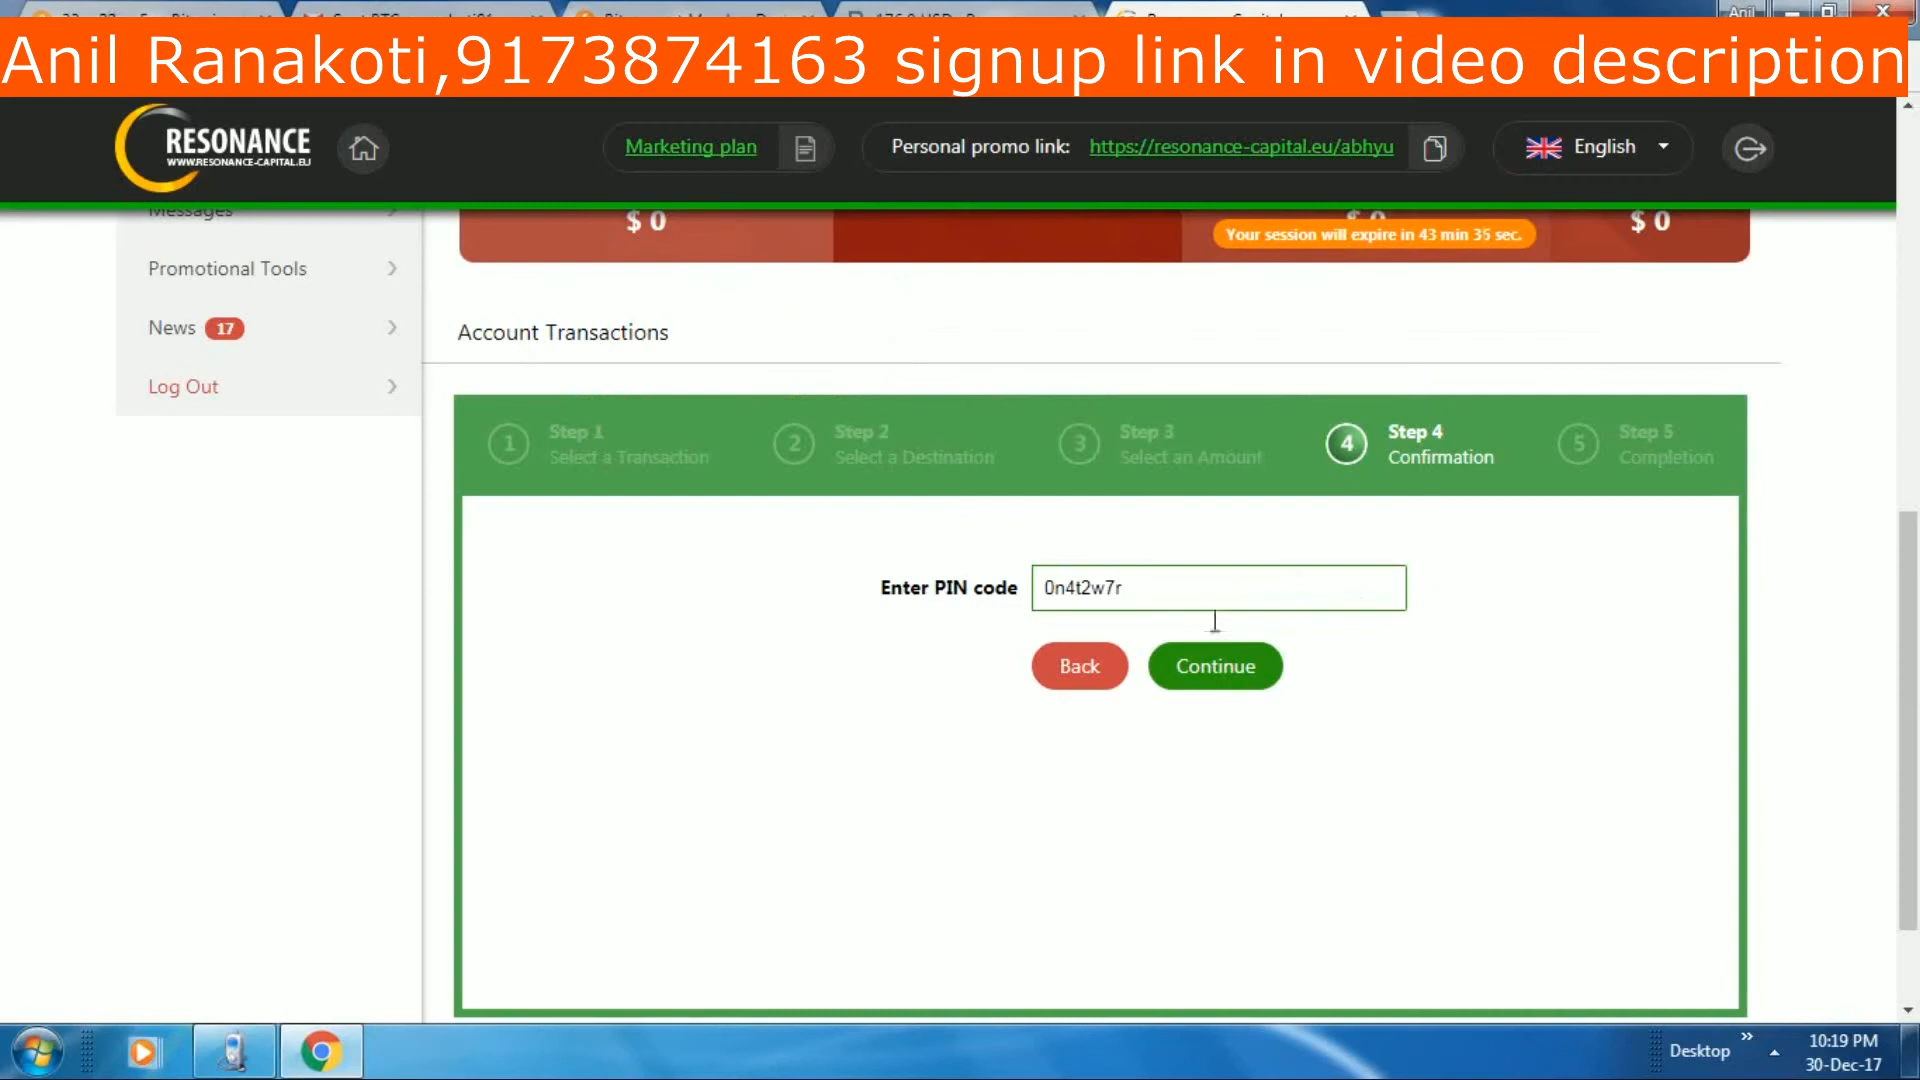 Anil Ranakoti,9173874163 signup link in video description
RESONANCE
WWW.RESONANCE-CAPITAL.EU
Marketing plan
Personal promo link: https://resonance-capital.eu/abhyu
English
Messages
$ 0
$ 0
$ 0
Your session will expire in 43 min 35 sec.
Promotional Tools
News 17
Log Out
Account Transactions
1 Step 1
Select a Transaction
2 Step 2
Select a Destination
3 Step 3
Select an Amount
4 Step 4
Confirmation
5 Step 5
Completion
Enter PIN code 0n4t2w7r
Back Continue
Desktop
10:19 PM
30-Dec-17